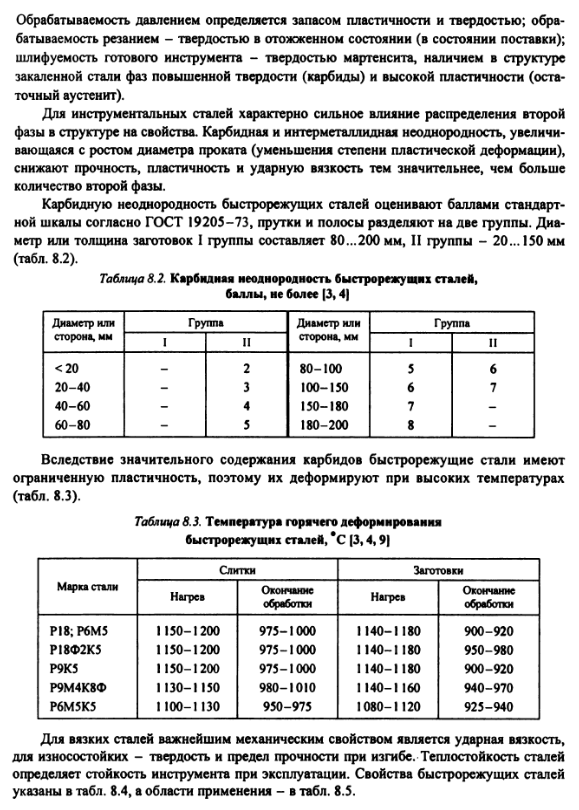 Обрабатываемость давлением определяется запасом пластичности и твердостью; обра-
батываемость резанием – твердостью в отожженном состоянии (в состоянии поставки);
шлифуемость готового инструмента – твердостью мартенсита, наличием в структуре
закаленной стали фаз повышенной твердости (карбиды) и высокой пластичности (оста-
точный аустенит).
Для инструментальных сталей характерно сильное влияние распределения второй
фазы в структуре на свойства. Карбидная и интерметаллидная неоднородность, увеличи-
вающаяся с ростом диаметра проката (уменьшения степени пластической деформации),
снижают прочность, пластичность и ударную вязкость тем значительнее, чем больше
количество второй фазы.
Карбидную неоднородность быстрорежущих сталей оценивают баллами стандарт-
ной шкалы согласно ГОСТ 19205-73, прутки и полосы разделяют на две группы. Диа-
метр или толщина заготовок I группы составляет 80...200 мм, II группы – 20...150 мм
(табл. 8.2).
Таблица 8.2. Карбидная неоднородность быстрорежущих сталей,
баллы, не более [3, 4]
Диаметр или сторона, мм Группа Диаметр или сторона, мм Группа
I II I II
< 20 – 2 80–100 5 6
20–40 – 3 100–150 6 7
40–60 – 4 150–180 7 –
60–80 – 5 180–200 8 –
Вследствие значительного содержания карбидов быстрорежущие стали имеют
ограниченную пластичность, поэтому их деформируют при высоких температурах
(табл. 8.3).
Таблица 8.3. Температура горячего деформирования
быстрорежущих сталей, °С [3, 4, 9]
Марка стали Слитки Заготовки
Нагрев Окончание обработки Нагрев Окончание обработки
Р18; Р6М5 1150–1200 975–1000 1140–1180 900–920
Р18Ф2К5 1150–1200 975–1000 1140–1180 950–980
Р9К5 1150–1200 975–1000 1140–1180 900–920
Р9М4К8Ф 1130–1150 980–1010 1140–1160 940–970
Р6М5К5 1100–1130 950–975 1080–1120 925–940
Для вязких сталей важнейшим механическим свойством является ударная вязкость,
для износостойких – твердость и предел прочности при изгибе. Теплостойкость сталей
определяет стойкость инструмента при эксплуатации. Свойства быстрорежущих сталей
указаны в табл. 8.4, а области применения – в табл. 8.5.